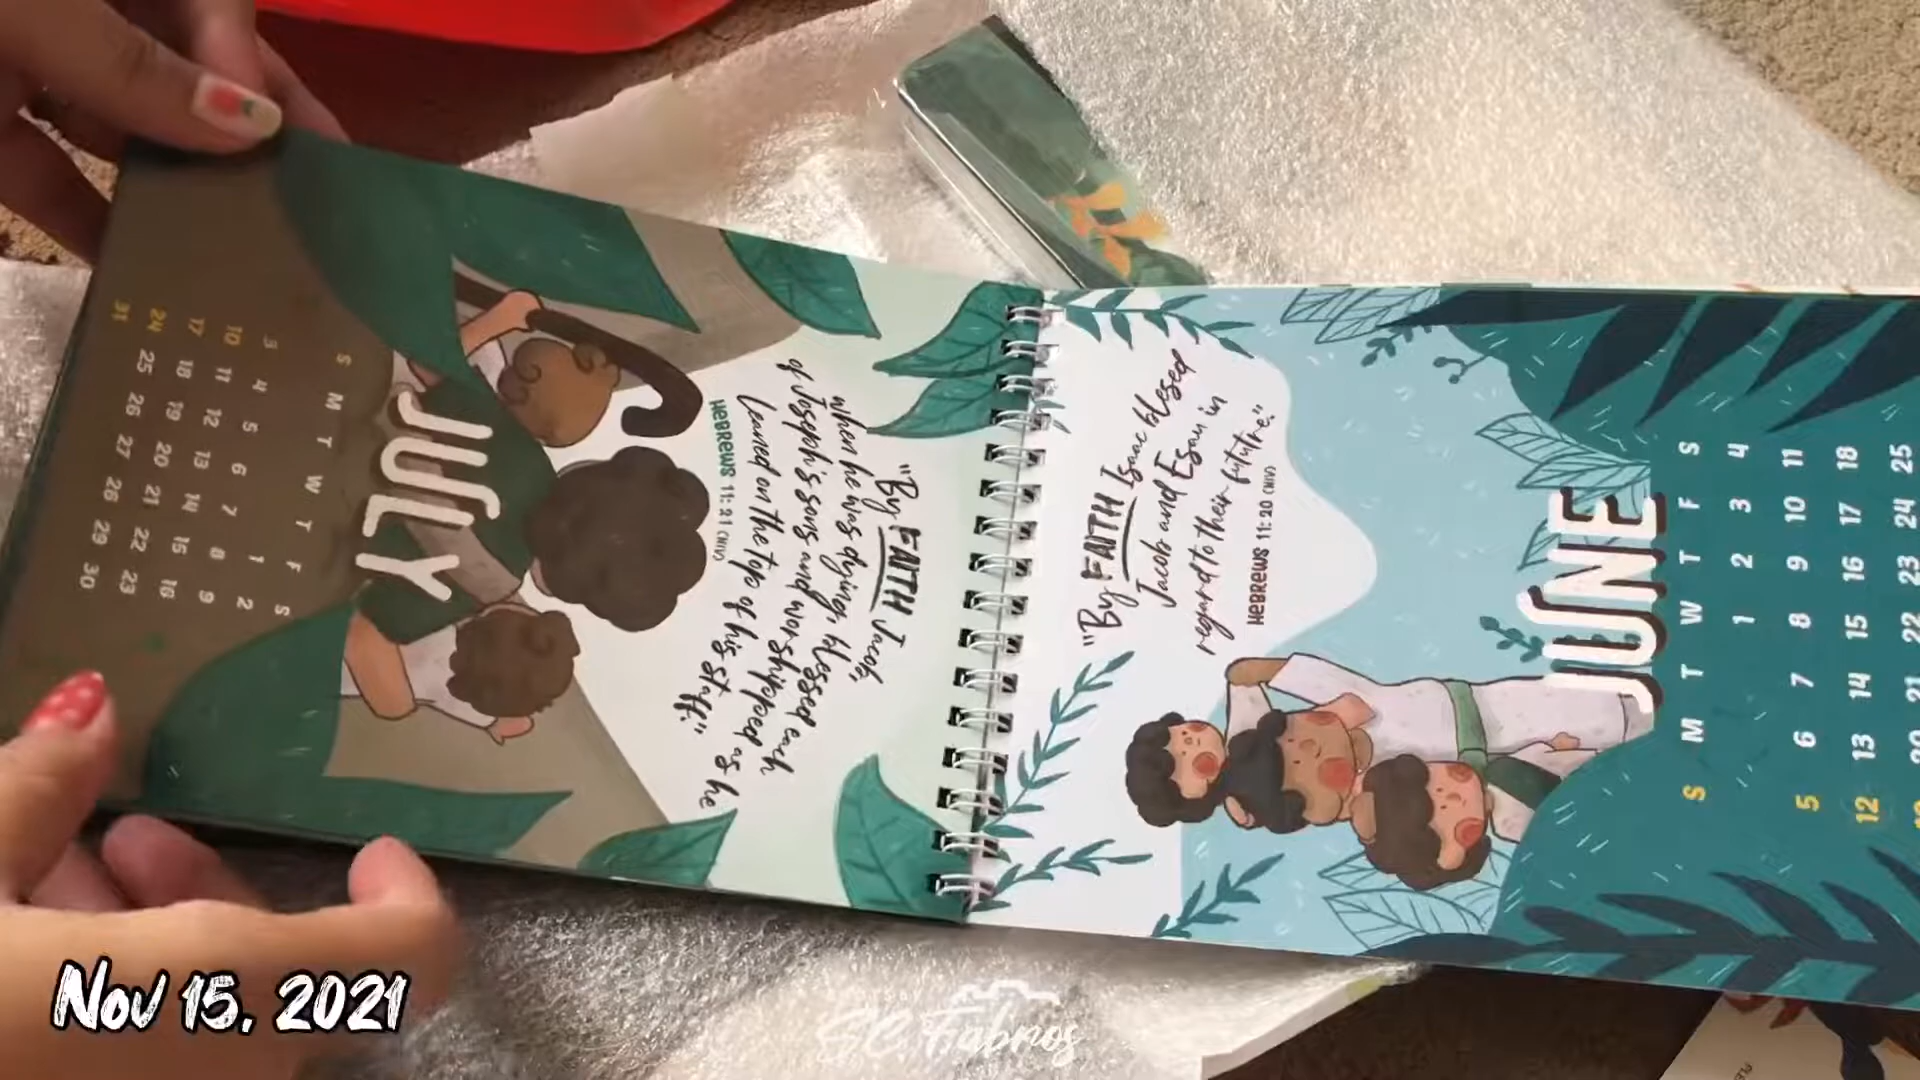 "By FAITH Jacob,
when he was dying, blessed each
of Joseph's sons and worshipped as he
leaned on the top of his staff."
HEBREWS 11:21 (NIV)
JULY
S M T W T F S
1 2
3 4 5 6 7 8 9
10 11 12 13 14 15 16
17 18 19 20 21 22 23
24 25 26 27 28 29 30
31
"By FAITH Isaac blessed
Jacob and Esau in
regard to their future."
HEBREWS 11:20 (NIV)
JUNE
S M T W T F S
1 2 3 4
5 6 7 8 9 10 11
12 13 14 15 16 17 18
21 22 23 24 25
Nov 15, 2021